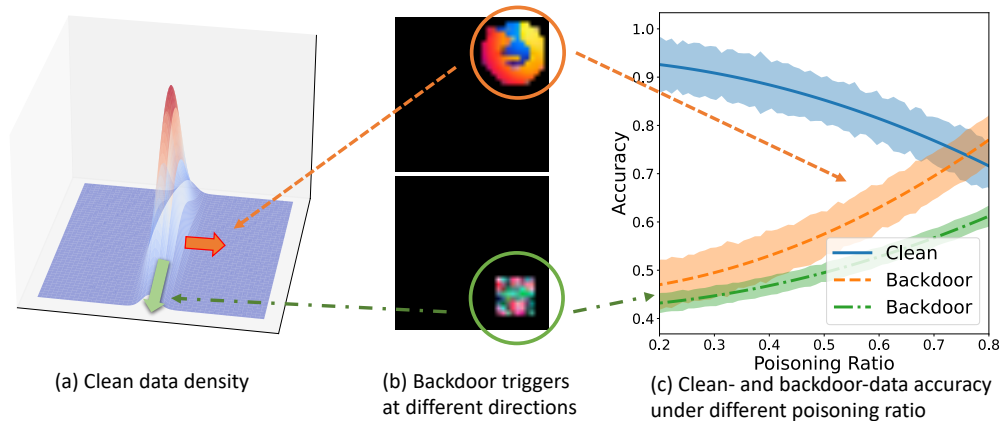 1.0
0.9
0.8
0.7
0.6
0.5
0.4
Accuracy
Clean
Backdoor
Backdoor
0.2 0.3 0.4 0.5 0.6 0.7 0.8
Poisoning Ratio
(a) Clean data density
(b) Backdoor triggers
at different directions
(c) Clean- and backdoor-data accuracy
under different poisoning ratio